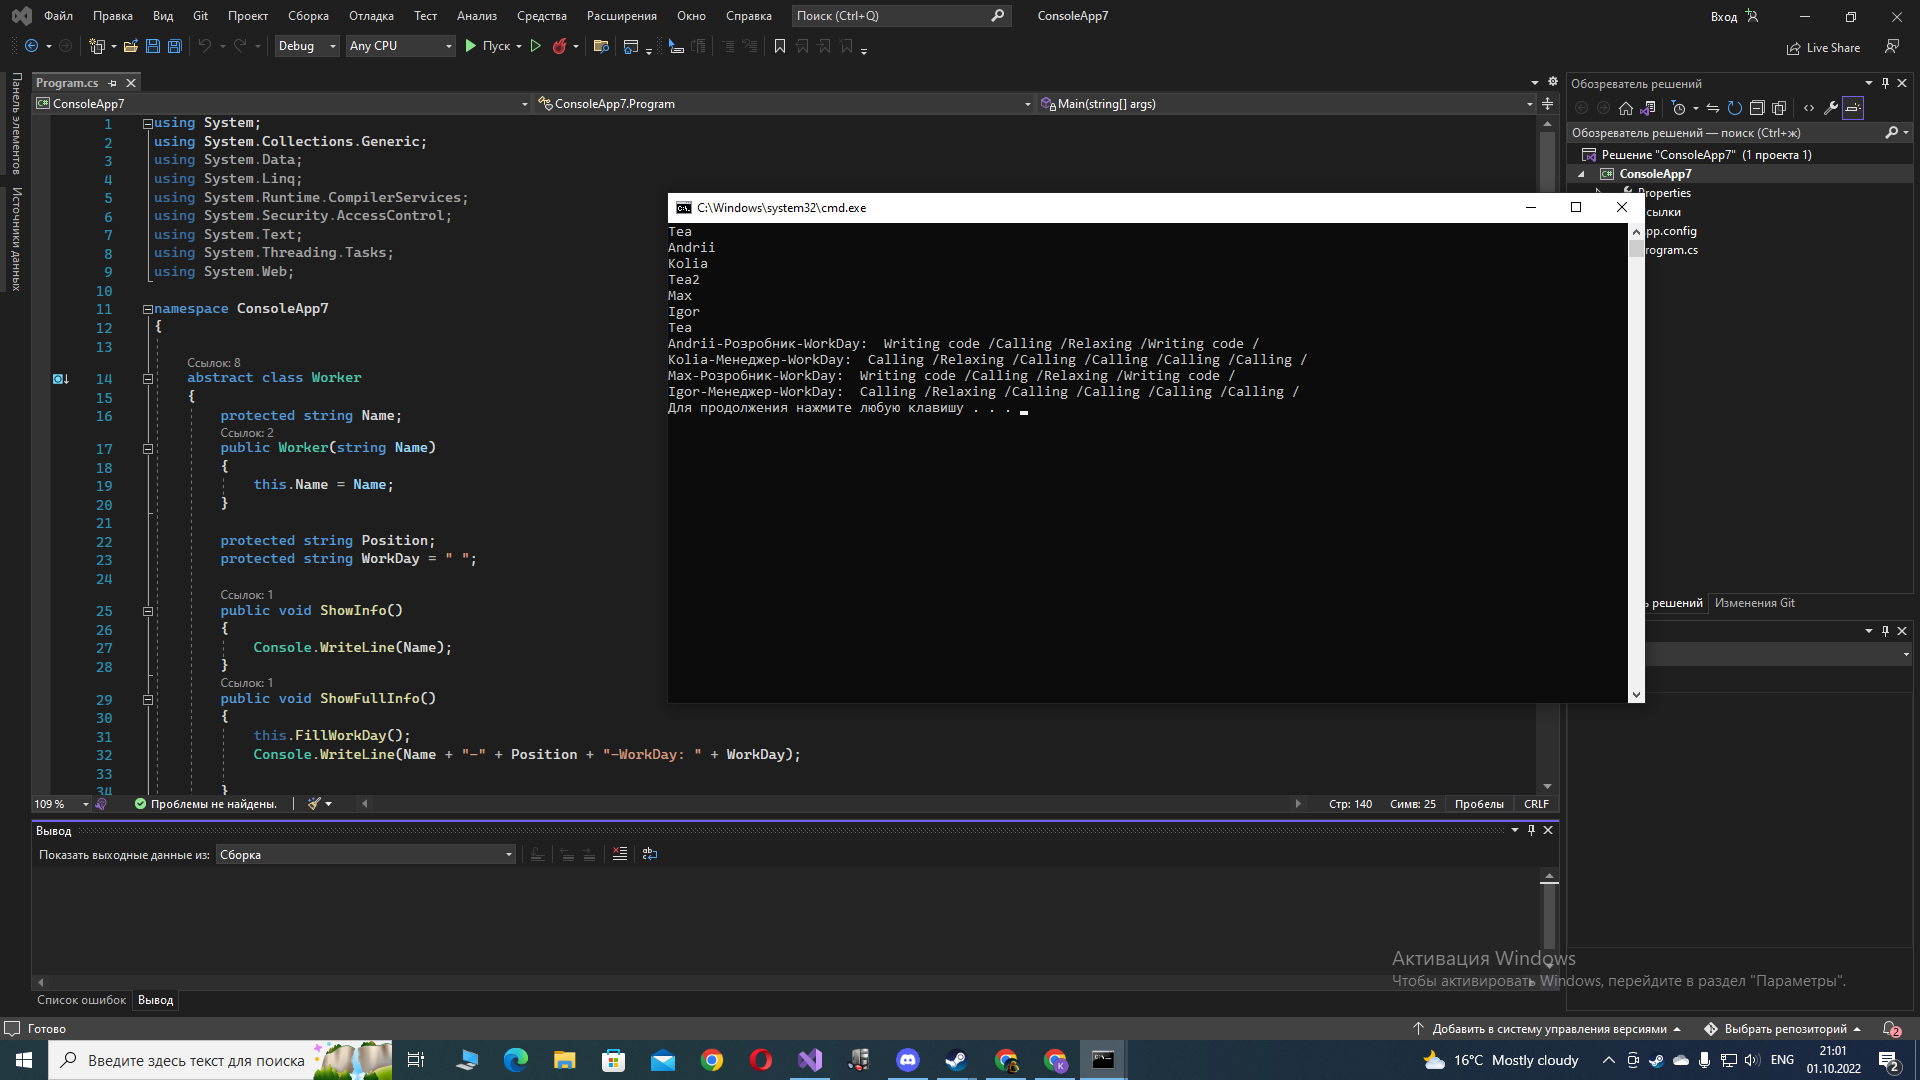 Файл Правка Вид Git Проект Сборка Отладка Тест Анализ Средства Расширения Окно Справка Поиск (Ctrl+Q) ConsoleApp7 Вход
Debug Any CPU Пуск Live Share
Панель элементов
Источники данных
Program.cs
ConsoleApp7 ConsoleApp7.Program Main(string[] args)
1 using System;
2 using System.Collections.Generic;
3 using System.Data;
4 using System.Linq;
5 using System.Runtime.CompilerServices;
6 using System.Security.AccessControl;
7 using System.Text;
8 using System.Threading.Tasks;
9 using System.Web;
10
11 namespace ConsoleApp7
12 {
13
Ссылок: 8
14 abstract class Worker
15 {
16 protected string Name;
Ссылок: 2
17 public Worker(string Name)
18 {
19 this.Name = Name;
20 }
21
22 protected string Position;
23 protected string WorkDay = " ";
24
Ссылок: 1
25 public void ShowInfo()
26 {
27 Console.WriteLine(Name);
28 }
Ссылок: 1
29 public void ShowFullInfo()
30 {
31 this.FillWorkDay();
32 Console.WriteLine(Name + "-" + Position + "-WorkDay: " + WorkDay);
33
34 }
C:\Windows\system32\cmd.exe
Tea
Andrii
Kolia
Tea2
Max
Igor
Tea
Andrii-Розробник-WorkDay:  Writing code /Calling /Relaxing /Writing code /
Kolia-Менеджер-WorkDay:  Calling /Relaxing /Calling /Calling /Calling /Calling /
Max-Розробник-WorkDay:  Writing code /Calling /Relaxing /Writing code /
Igor-Менеджер-WorkDay:  Calling /Relaxing /Calling /Calling /Calling /Calling /
Для продолжения нажмите любую клавишу . . .
Обозреватель решений
Обозреватель решений — поиск (Ctrl+ж)
Решение "ConsoleApp7" (1 проекта 1)
ConsoleApp7
Properties
сылки
pp.config
rogram.cs
ь решений Изменения Git
109 % Проблемы не найдены. Стр: 140 Симв: 25 Пробелы CRLF
Вывод
Показать выходные данные из: Сборка
Активация Windows
Чтобы активировать Windows, перейдите в раздел "Параметры".
Список ошибок Вывод
Готово Добавить в систему управления версиями Выбрать репозиторий 2
Введите здесь текст для поиска 16°C Mostly cloudy ENG 21:01
01.10.2022 2